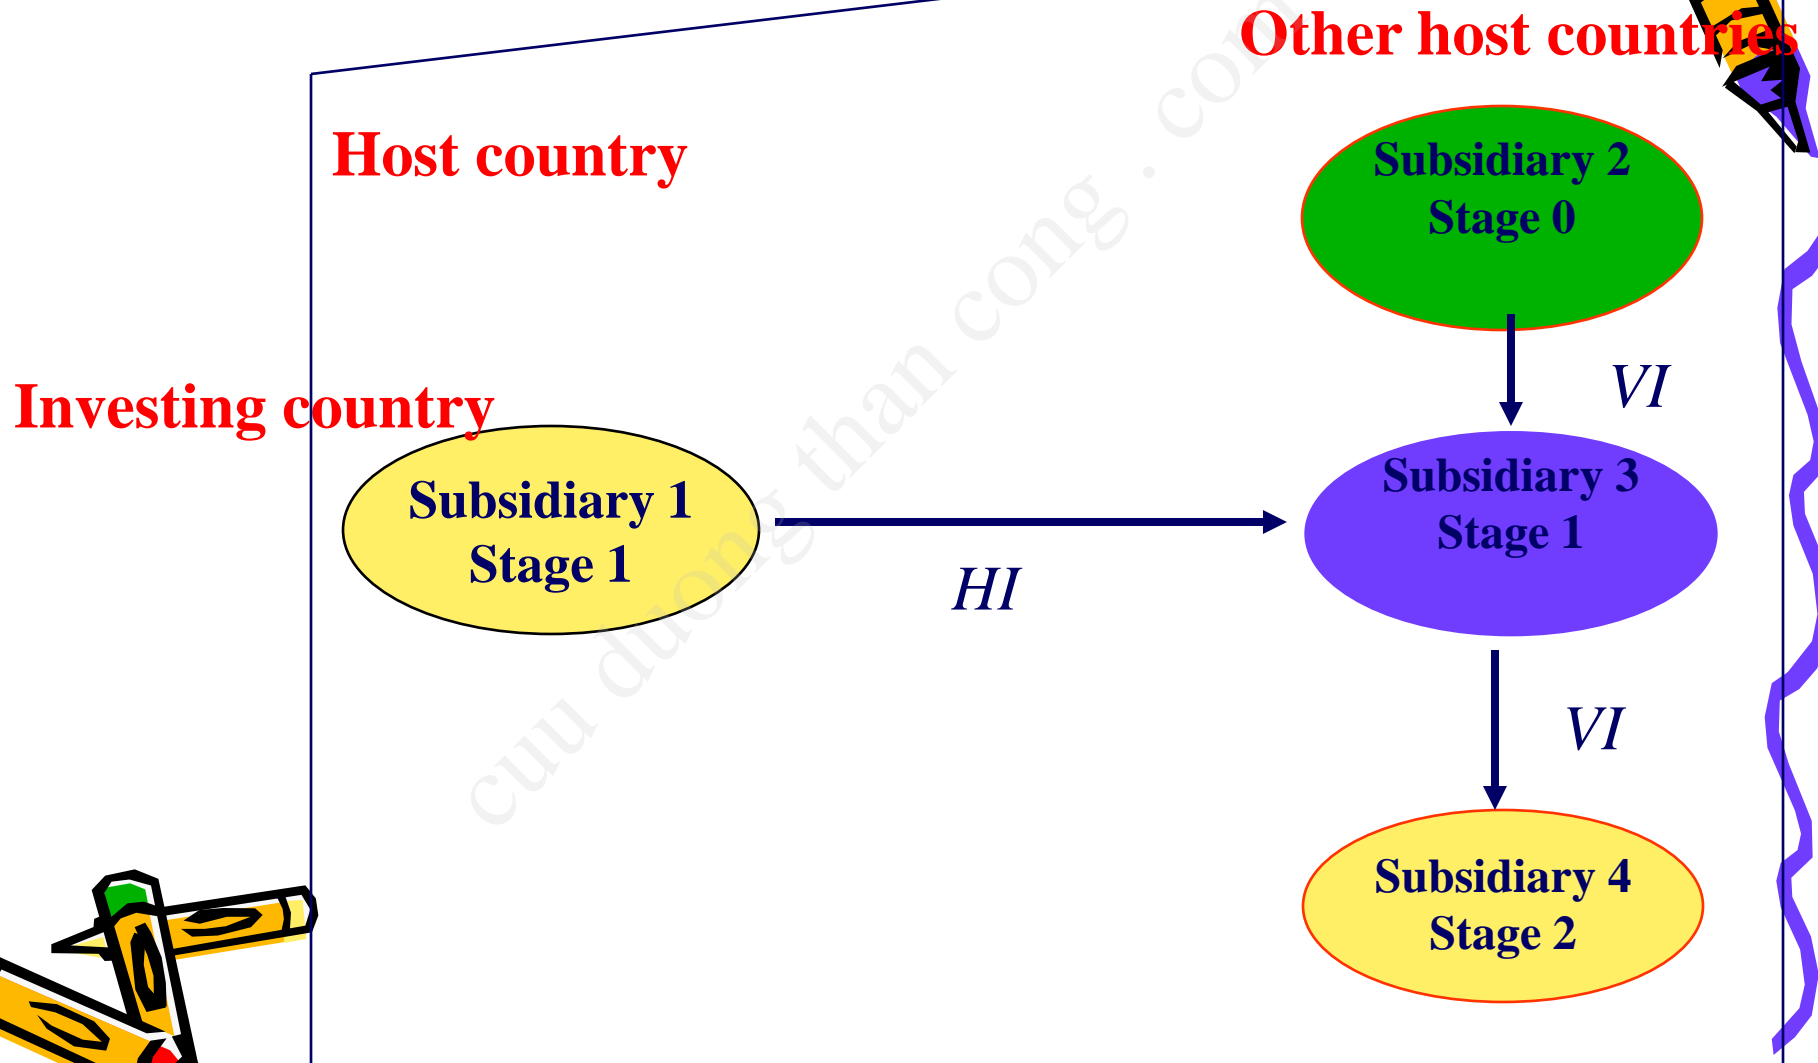 Other host countries
Host country
Subsidiary 2
Stage 0
VI
Investing country
Subsidiary 1
Stage 1
HI
Subsidiary 3
Stage 1
VI
Subsidiary 4
Stage 2
cuu duong than cong . com